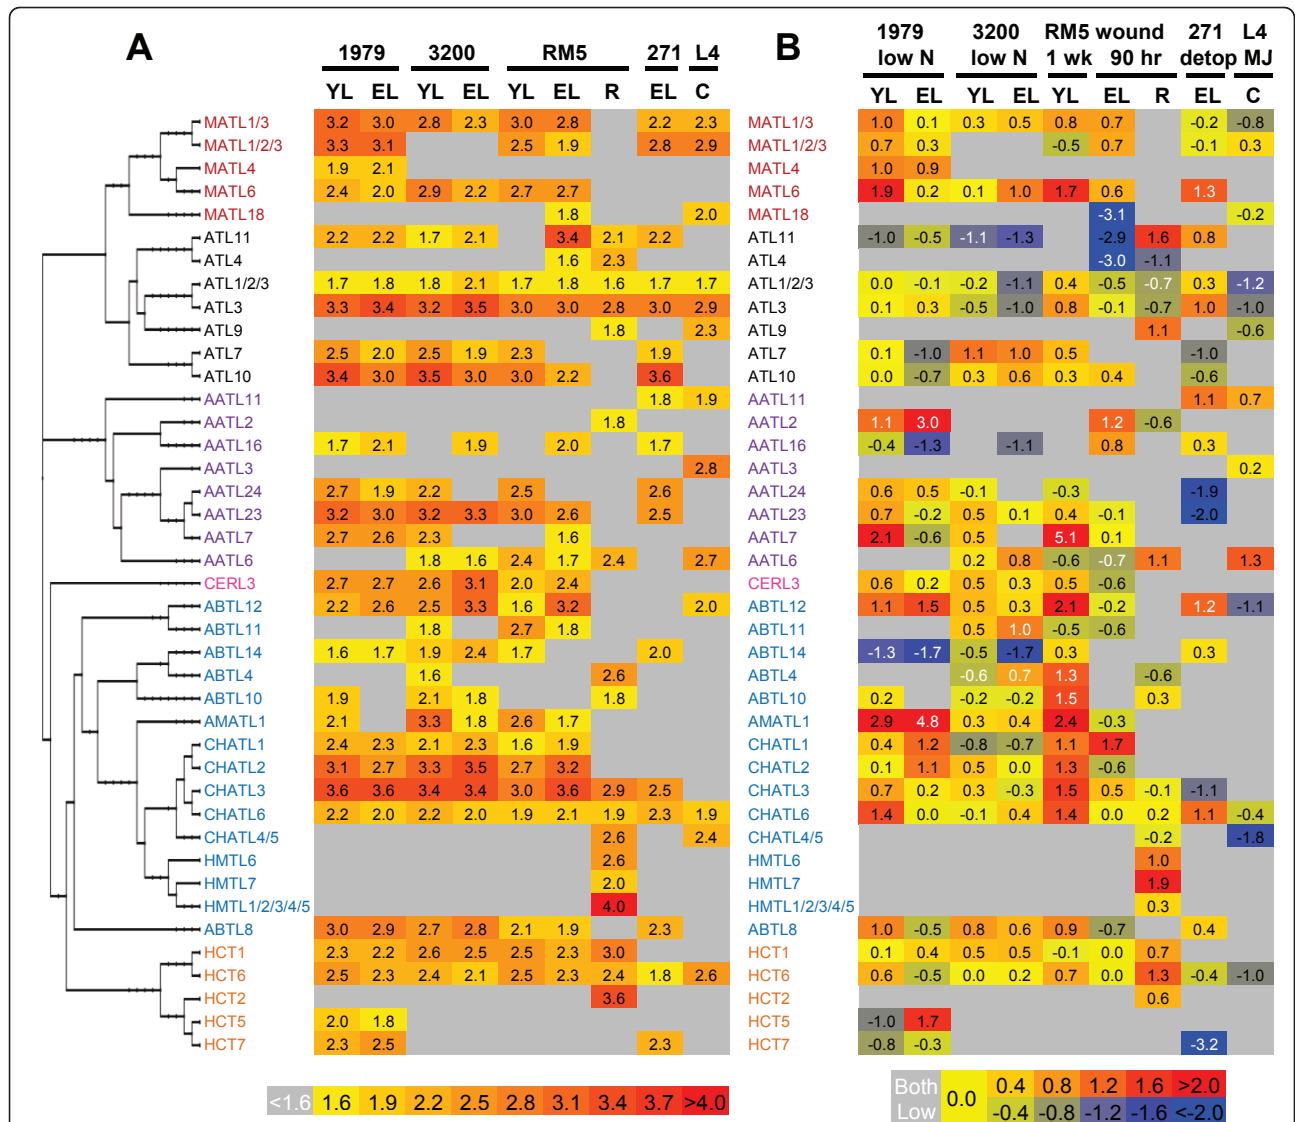 A
1979 3200 RM5 271 L4
YL EL YL EL YL EL R EL C
MATL1/3 3.2 3.0 2.8 2.3 3.0 2.8 2.2 2.3
MATL1/2/3 3.3 3.1 2.5 1.9 2.8 2.9
MATL4 1.9 2.1
MATL6 2.4 2.0 2.9 2.2 2.7 2.7
MATL18 1.8 2.0
ATL11 2.2 2.2 1.7 2.1 3.4 2.1 2.2
ATL4 1.6 2.3
ATL1/2/3 1.7 1.8 1.8 2.1 1.7 1.8 1.6 1.7 1.7
ATL3 3.3 3.4 3.2 3.5 3.0 3.0 2.8 3.0 2.9
ATL9 1.8 2.3
ATL7 2.5 2.0 2.5 1.9 2.3 1.9
ATL10 3.4 3.0 3.5 3.0 3.0 2.2 3.6
AATL11 1.8 1.9
AATL2 1.8
AATL16 1.7 2.1 1.9 2.0 1.7
AATL3 2.8
AATL24 2.7 1.9 2.2 2.5 2.6
AATL23 3.2 3.0 3.2 3.3 3.0 2.6 2.5
AATL7 2.7 2.6 2.3 1.6
AATL6 1.8 1.6 2.4 1.7 2.4 2.7
CERL3 2.7 2.7 2.6 3.1 2.0 2.4
ABTL12 2.2 2.6 2.5 3.3 1.6 3.2 2.0
ABTL11 1.8 2.7 1.8
ABTL14 1.6 1.7 1.9 2.4 1.7 2.0
ABTL4 1.6 2.6
ABTL10 1.9 2.1 1.8 1.8
AMATL1 2.1 3.3 1.8 2.6 1.7
CHATL1 2.4 2.3 2.1 2.3 1.6 1.9
CHATL2 3.1 2.7 3.3 3.5 2.7 3.2
CHATL3 3.6 3.6 3.4 3.4 3.0 3.6 2.9 2.5
CHATL6 2.2 2.0 2.2 2.0 1.9 2.1 1.9 2.3 1.9
CHATL4/5 2.6 2.4
HMTL6 2.6
HMTL7 2.0
HMTL1/2/3/4/5 4.0
ABTL8 3.0 2.9 2.7 2.8 2.1 1.9 2.3
HCT1 2.3 2.2 2.6 2.5 2.5 2.3 3.0
HCT6 2.5 2.3 2.4 2.1 2.5 2.3 2.4 1.8 2.6
HCT2 3.6
HCT5 2.0 1.8
HCT7 2.3 2.5 2.3
<1.6 1.6 1.9 2.2 2.5 2.8 3.1 3.4 3.7 >4.0
B
1979 3200 RM5 wound 271 L4
low N low N 1 wk 90 hr detop MJ
YL EL YL EL YL EL R EL C
MATL1/3 1.0 0.1 0.3 0.5 0.8 0.7 -0.2 -0.8
MATL1/2/3 0.7 0.3 -0.5 0.7 -0.1 0.3
MATL4 1.0 0.9
MATL6 1.9 0.2 0.1 1.0 1.7 0.6 1.3
MATL18 -3.1 -0.2
ATL11 -1.0 -0.5 -1.1 -1.3 -2.9 1.6 0.8
ATL4 -3.0 -1.1
ATL1/2/3 0.0 -0.1 -0.2 -1.1 0.4 -0.5 -0.7 0.3 -1.2
ATL3 0.1 0.3 -0.5 -1.0 0.8 -0.1 -0.7 1.0 -1.0
ATL9 1.1 -0.6
ATL7 0.1 -1.0 1.1 1.0 0.5 -1.0
ATL10 0.0 -0.7 0.3 0.6 0.3 0.4 -0.6
AATL11 1.1 0.7
AATL2 1.1 3.0 1.2 -0.6
AATL16 -0.4 -1.3 -1.1 0.8 0.3
AATL3 0.2
AATL24 0.6 0.5 -0.1 -0.3 -1.9
AATL23 0.7 -0.2 0.5 0.1 0.4 -0.1 -2.0
AATL7 2.1 -0.6 0.5 5.1 0.1
AATL6 0.2 0.8 -0.6 -0.7 1.1 1.3
CERL3 0.6 0.2 0.5 0.3 0.5 -0.6
ABTL12 1.1 1.5 0.5 0.3 2.1 -0.2 1.2 -1.1
ABTL11 0.5 1.0 -0.5 -0.6
ABTL14 -1.3 -1.7 -0.5 -1.7 0.3 0.3
ABTL4 -0.6 0.7 1.3 -0.6
ABTL10 0.2 -0.2 -0.2 1.5 0.3
AMATL1 2.9 4.8 0.3 0.4 2.4 -0.3
CHATL1 0.4 1.2 -0.8 -0.7 1.1 1.7
CHATL2 0.1 1.1 0.5 0.0 1.3 -0.6
CHATL3 0.7 0.2 0.3 -0.3 1.5 0.5 -0.1 -1.1
CHATL6 1.4 0.0 -0.1 0.4 1.4 0.0 0.2 1.1 -0.4
CHATL4/5 -0.2 -1.8
HMTL6 1.0
HMTL7 1.9
HMTL1/2/3/4/5 0.3
ABTL8 1.0 -0.5 0.8 0.6 0.9 -0.7 0.4
HCT1 0.1 0.4 0.5 0.5 -0.1 0.0 0.7
HCT6 0.6 -0.5 0.0 0.2 0.7 0.0 1.3 -0.4 -1.0
HCT2 0.6
HCT5 -1.0 1.7
HCT7 -0.8 -0.3 -3.2
Both 0.0 0.4 0.8 1.2 1.6 >2.0
Low -0.4 -0.8 -1.2 -1.6 <-2.0